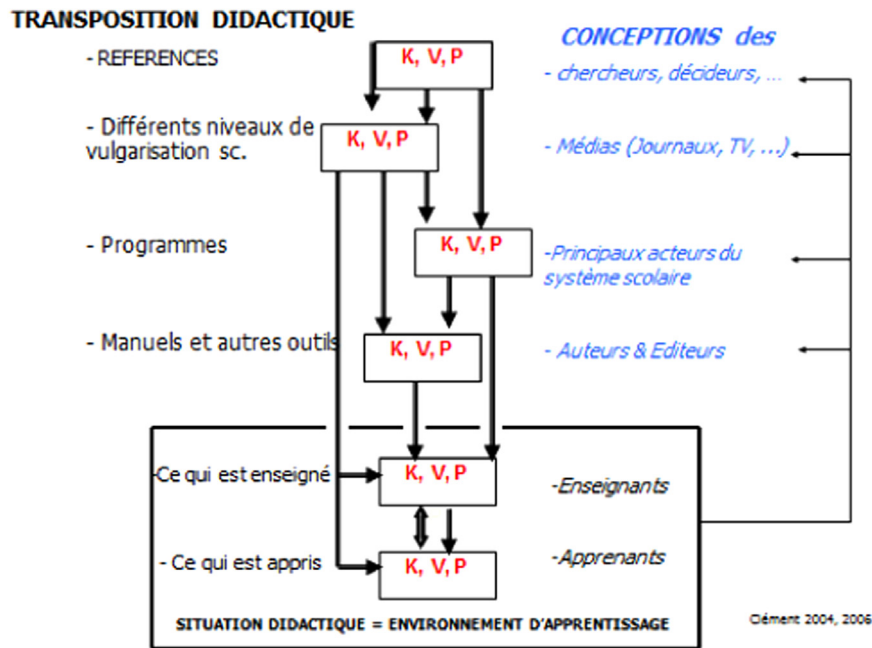 TRANSPOSITION DIDACTIQUE
CONCEPTIONS des
- REFERENCES
K, V, P
- chercheurs, décideurs, ...
- Différents niveaux de
vulgarisation sc.
K, V, P
- Médias (Journaux, TV, ...)
- Programmes
K, V, P
-Principaux acteurs du
système scolaire
- Manuels et autres outils
K, V, P
- Auteurs & Editeurs
-Ce qui est enseigné
K, V, P
-Enseignants
- Ce qui est appris
K, V, P
-Apprenants
SITUATION DIDACTIQUE = ENVIRONNEMENT D'APPRENTISSAGE
Clément 2004, 2006